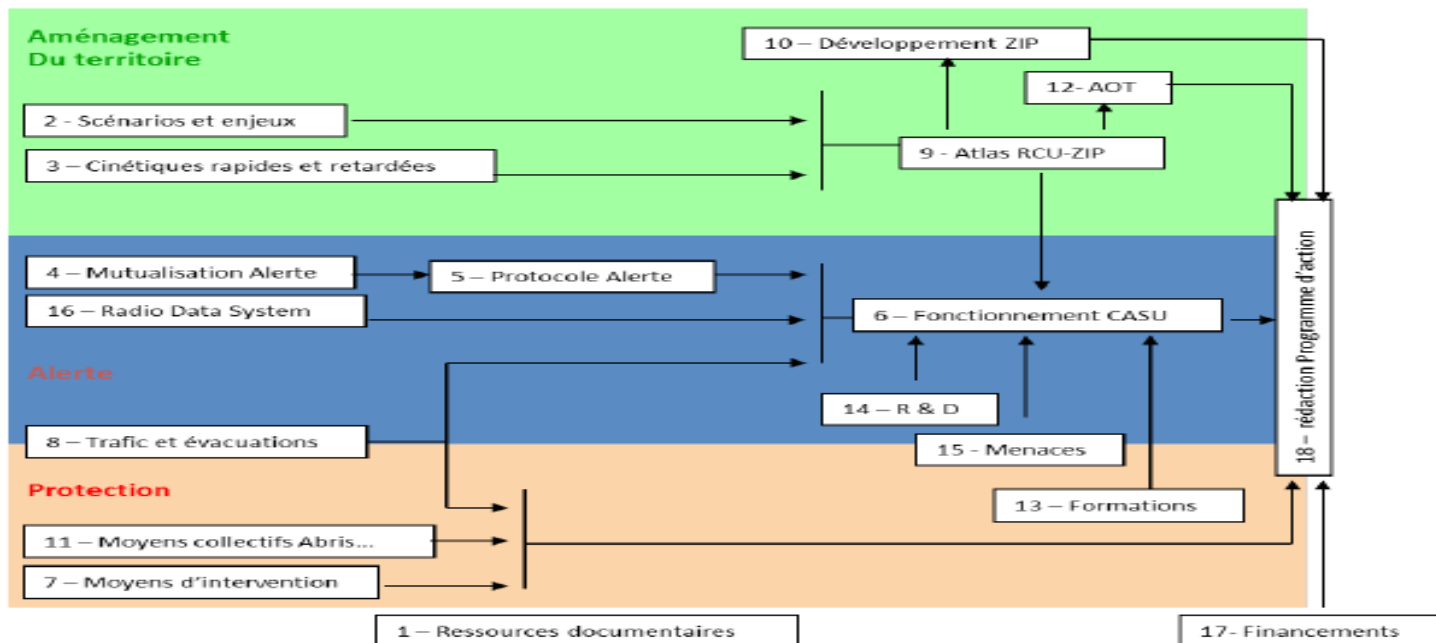 Aménagement
Du territoire
10 – Développement ZIP
12- AOT
2 - Scénarios et enjeux
9 - Atlas RCU-ZIP
3 – Cinétiques rapides et retardées
4 – Mutualisation Alerte
5 – Protocole Alerte
16 – Radio Data System
6 – Fonctionnement CASU
18 – rédaction Programme d'action
Alerte
14 – R & D
8 – Trafic et évacuations
15 - Menaces
Protection
13 – Formations
11 – Moyens collectifs Abris...
7 – Moyens d'intervention
1 – Ressources documentaires
17- Financements